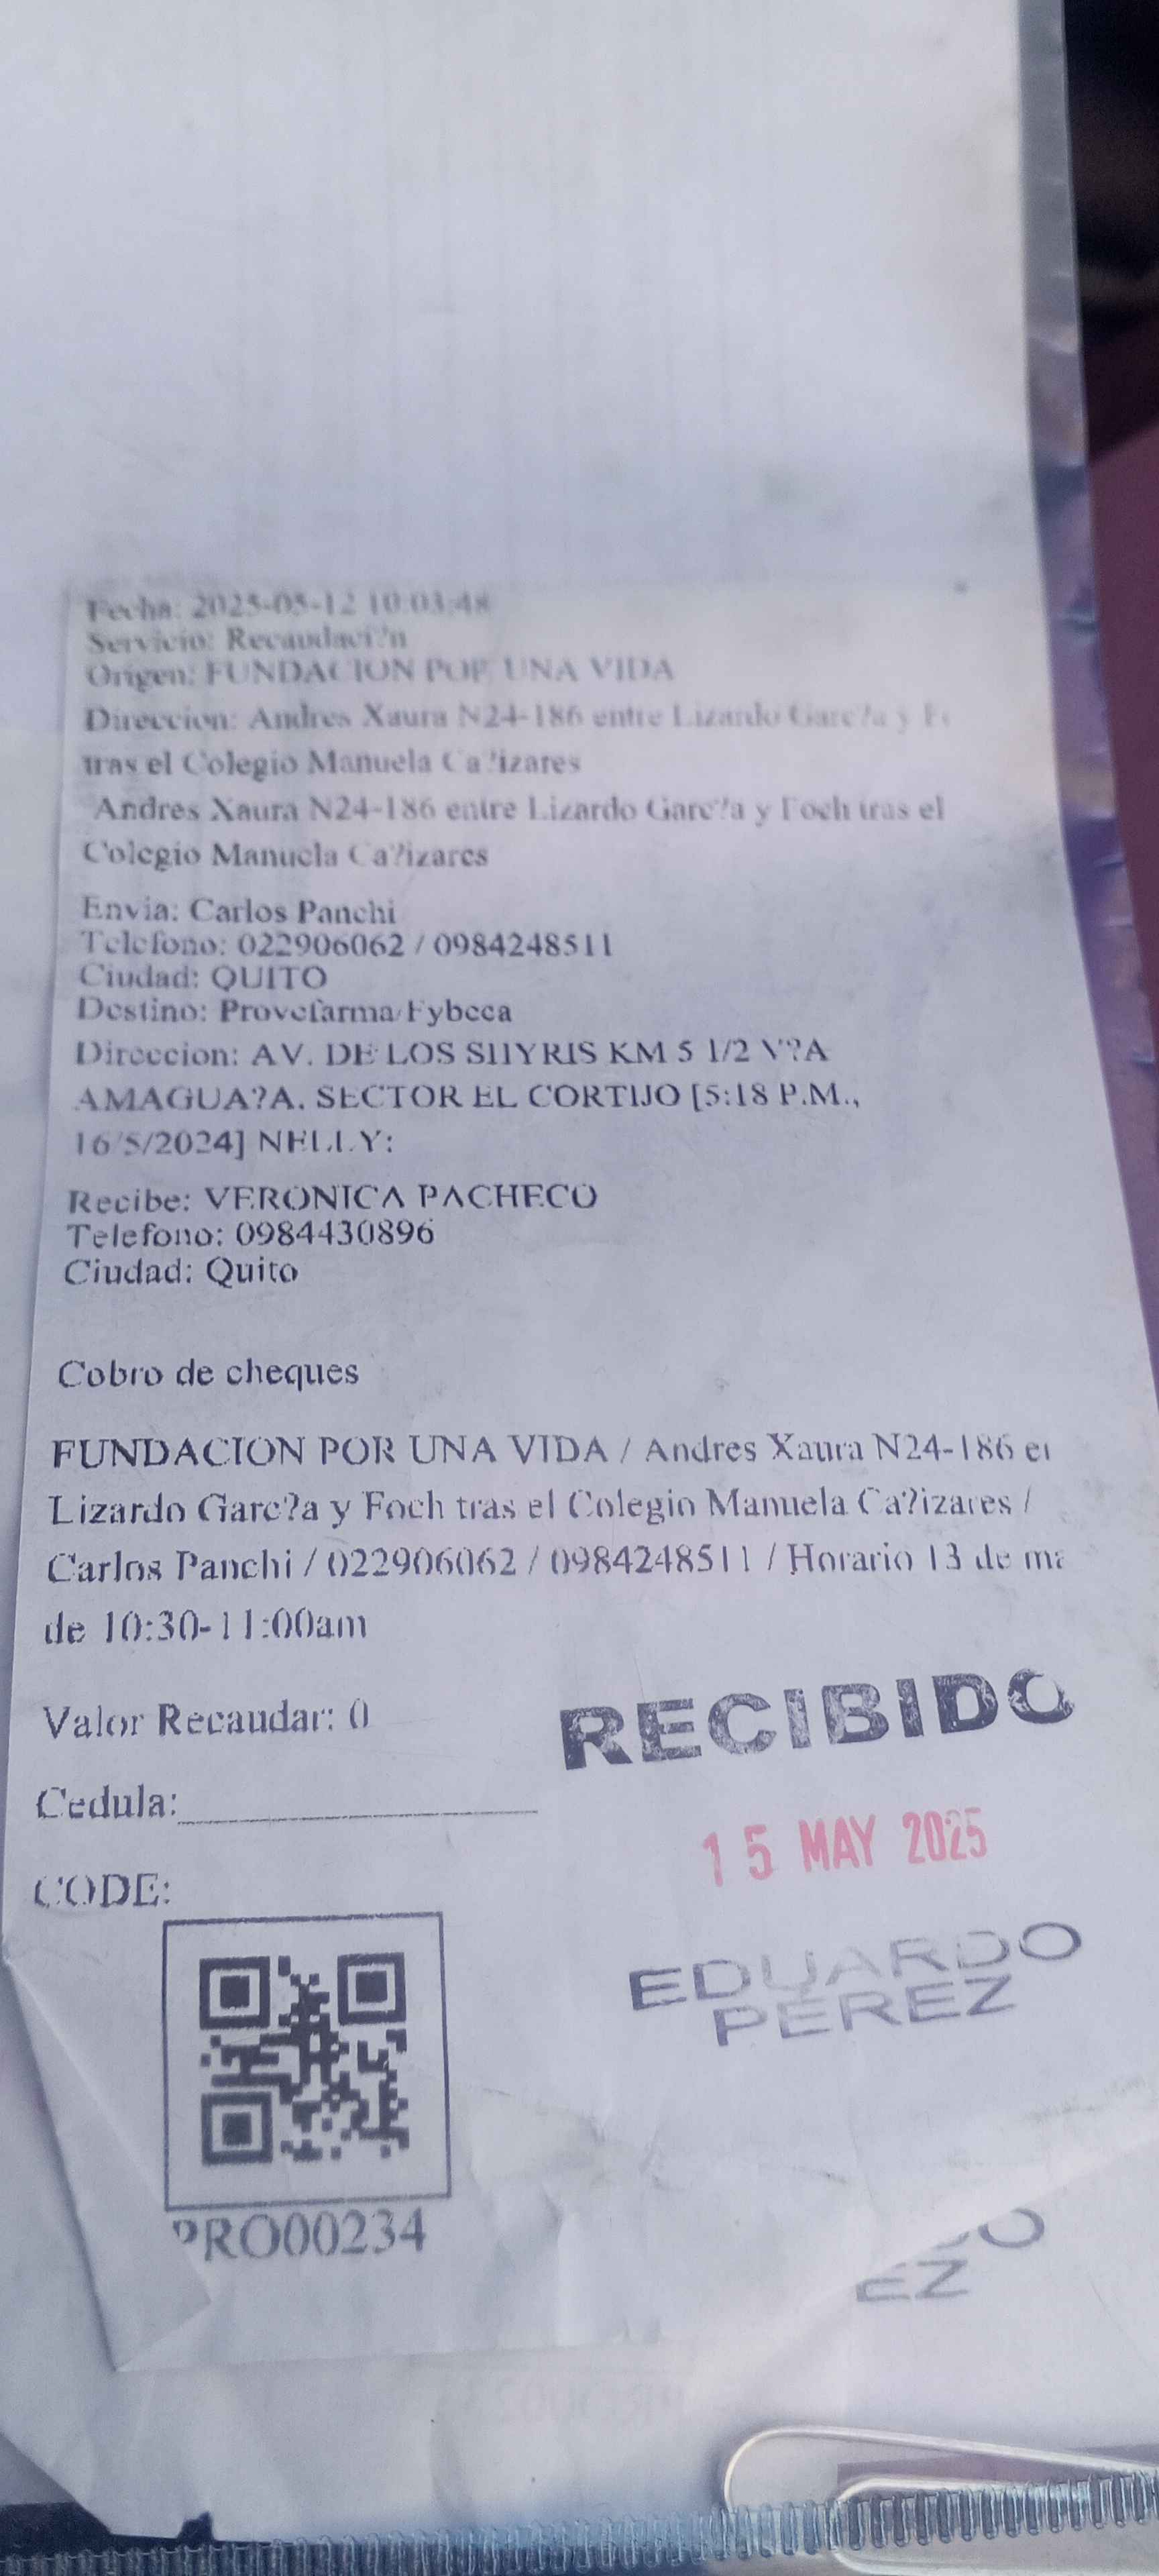 Fecha: 2025-05-12 10:03:48
Servicio: Recaudaci?n
Origen: FUNDACION POR UNA VIDA
Direccion: Andres Xaura N24-186 entre Lizardo Garc?a y F
tras el Colegio Manuela Ca?izares
Andres Xaura N24-186 entre Lizardo Garc?a y Foch tras el
Colegio Manuela Ca?izares
Envia: Carlos Panchi
Telefono: 022906062 / 0984248511
Ciudad: QUITO
Destino: Provefarma/Fybeca
Direccion: AV. DE LOS SHYRIS KM 5 1/2 V?A
AMAGUA?A. SECTOR EL CORTIJO [5:18 P.M.,
16/5/2024] NELLY:
Recibe: VERONICA PACHECO
Telefono: 0984430896
Ciudad: Quito
Cobro de cheques
FUNDACION POR UNA VIDA / Andres Xaura N24-186 en
Lizardo Garc?a y Foch tras el Colegio Manuela Ca?izares /
Carlos Panchi / 022906062 / 0984248511 / Horario 13 de ma
de 10:30-11:00am
Valor Recaudar: 0
RECIBIDO
Cedula:
15 MAY 2025
CODE:
EDUARDO
PEREZ
PRO00234
DO
EZ